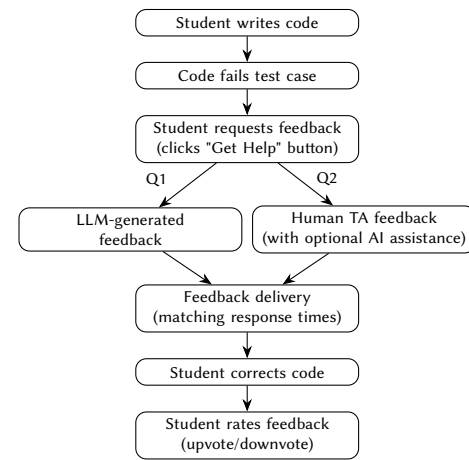 Student writes code
Code fails test case
Student requests feedback
(clicks "Get Help" button)
Q1
Q2
LLM-generated
feedback
Human TA feedback
(with optional AI assistance)
Feedback delivery
(matching response times)
Student corrects code
Student rates feedback
(upvote/downvote)